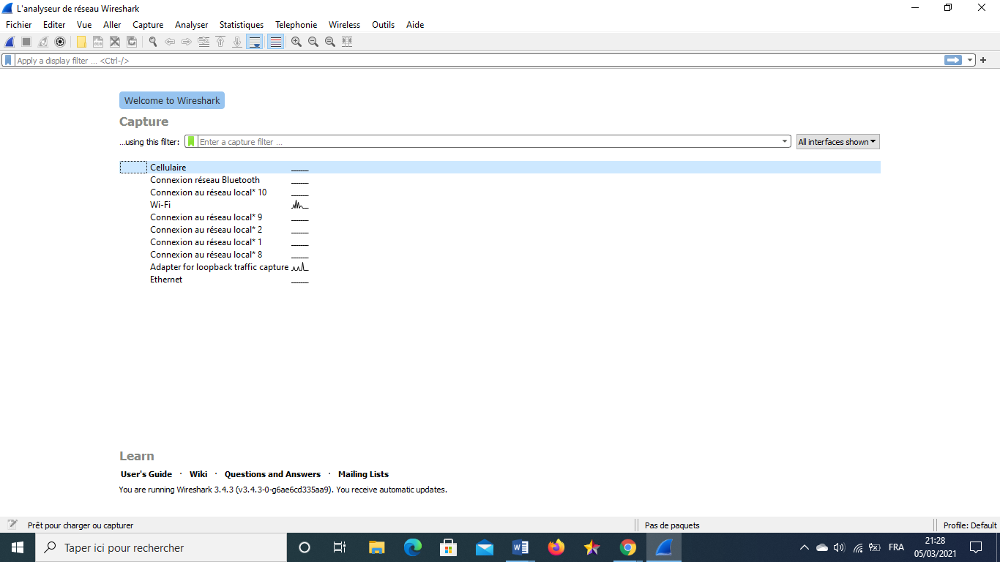 L'analyseur de réseau Wireshark
Fichier Editer Vue Aller Capture Analyser Statistiques Telephonie Wireless Outils Aide
Apply a display filter ... <Ctrl-/>
Welcome to Wireshark
Capture
...using this filter: Enter a capture filter ... All interfaces shown
Cellulaire
Connexion réseau Bluetooth
Connexion au réseau local* 10
Wi-Fi
Connexion au réseau local* 9
Connexion au réseau local* 2
Connexion au réseau local* 1
Connexion au réseau local* 8
Adapter for loopback traffic capture
Ethernet
Learn
User's Guide · Wiki · Questions and Answers · Mailing Lists
You are running Wireshark 3.4.3 (v3.4.3-0-g6ae6cd335aa9). You receive automatic updates.
Prêt pour charger ou capturer Pas de paquets Profile: Default
Taper ici pour rechercher FRA 21:28
05/03/2021